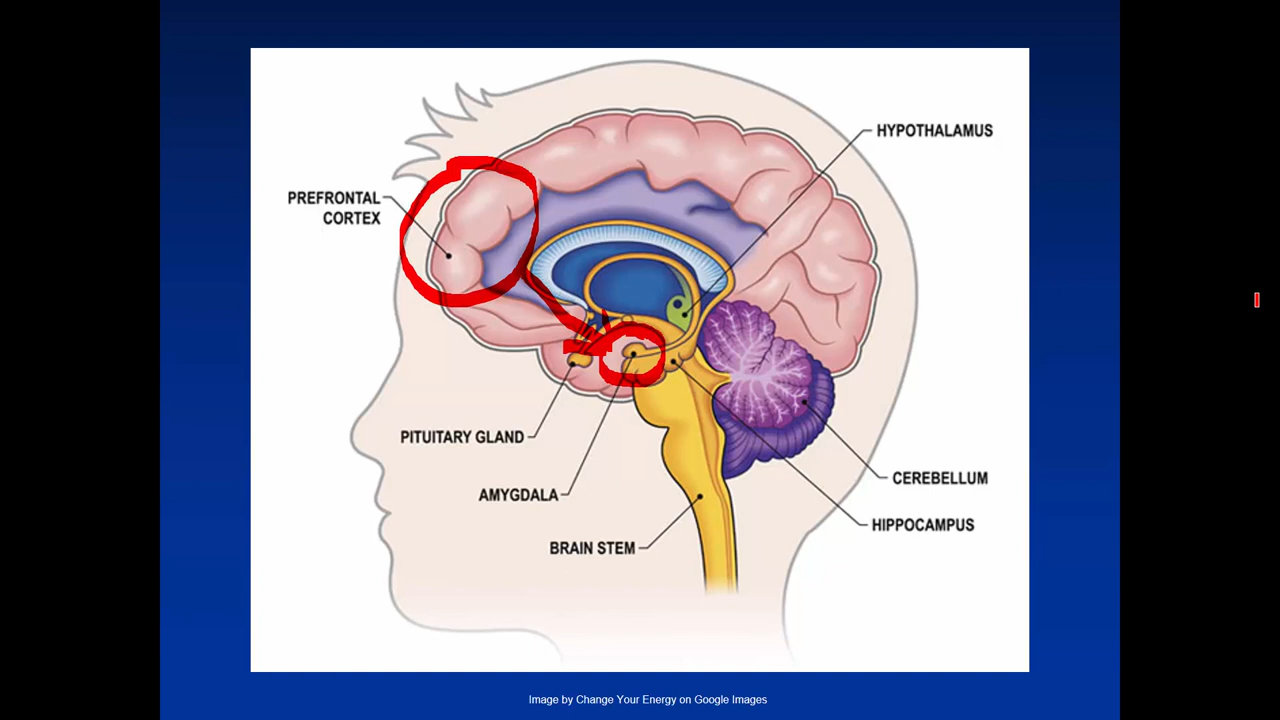 HYPOTHALAMUS
PREFRONTAL
CORTEX
PITUITARY GLAND
CEREBELLUM
AMYGDALA
HIPPOCAMPUS
BRAIN STEM
Image by Change Your Energy on Google Images